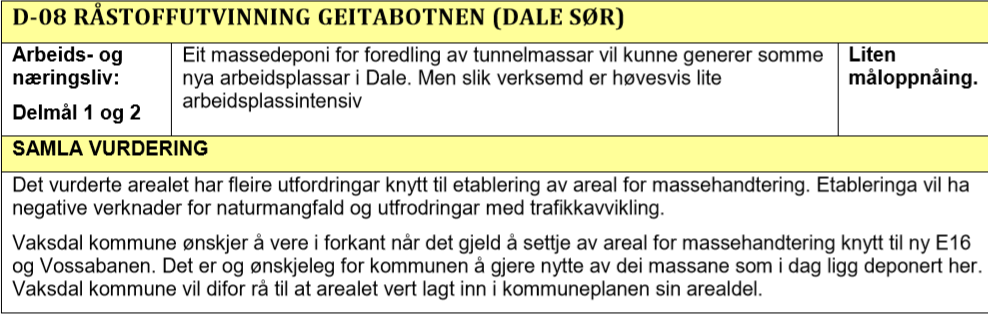 D-08 RÅSTOFFUTVINNING GEITABOTNEN (DALE SØR)
Arbeids- og
næringsliv:
Delmål 1 og 2
Eit massedeponi for foredling av tunnelmassar vil kunne generer somme
nya arbeidsplassar i Dale. Men slik verksemd er høvesvis lite
arbeidsplassintensiv
Liten
måloppnåing.
SAMLA VURDERING
Det vurderte arealet har fleire utfordringar knytt til etablering av areal for massehandtering. Etableringa vil ha
negative verknader for naturmangfald og utfrodringar med trafikkavvikling.
Vaksdal kommune ønskjer å vere i forkant når det gjeld å settje av areal for massehandtering knytt til ny E16
og Vossabanen. Det er og ønskjeleg for kommunen å gjere nytte av dei massane som i dag ligg deponert her.
Vaksdal kommune vil difor rå til at arealet vert lagt inn i kommuneplanen sin arealdel.